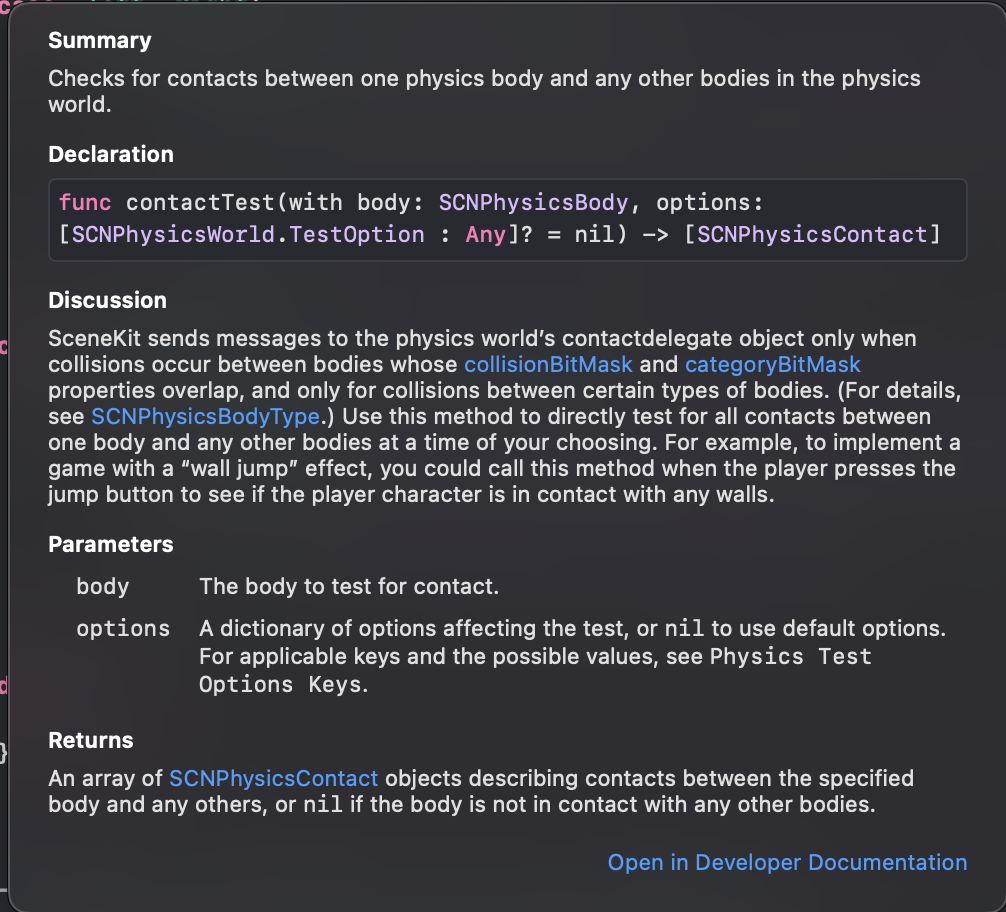 Summary
Checks for contacts between one physics body and any other bodies in the physics
world.
Declaration
func contactTest(with body: SCNPhysicsBody, options:
[SCNPhysicsWorld.TestOption : Any]? = nil) -> [SCNPhysicsContact]
Discussion
SceneKit sends messages to the physics world’s contactdelegate object only when
collisions occur between bodies whose collisionBitMask and categoryBitMask
properties overlap, and only for collisions between certain types of bodies. (For details,
see SCNPhysicsBodyType.) Use this method to directly test for all contacts between
one body and any other bodies at a time of your choosing. For example, to implement a
game with a “wall jump” effect, you could call this method when the player presses the
jump button to see if the player character is in contact with any walls.
Parameters
body The body to test for contact.
options A dictionary of options affecting the test, or nil to use default options.
For applicable keys and the possible values, see Physics Test
Options Keys.
Returns
An array of SCNPhysicsContact objects describing contacts between the specified
body and any others, or nil if the body is not in contact with any other bodies.
Open in Developer Documentation